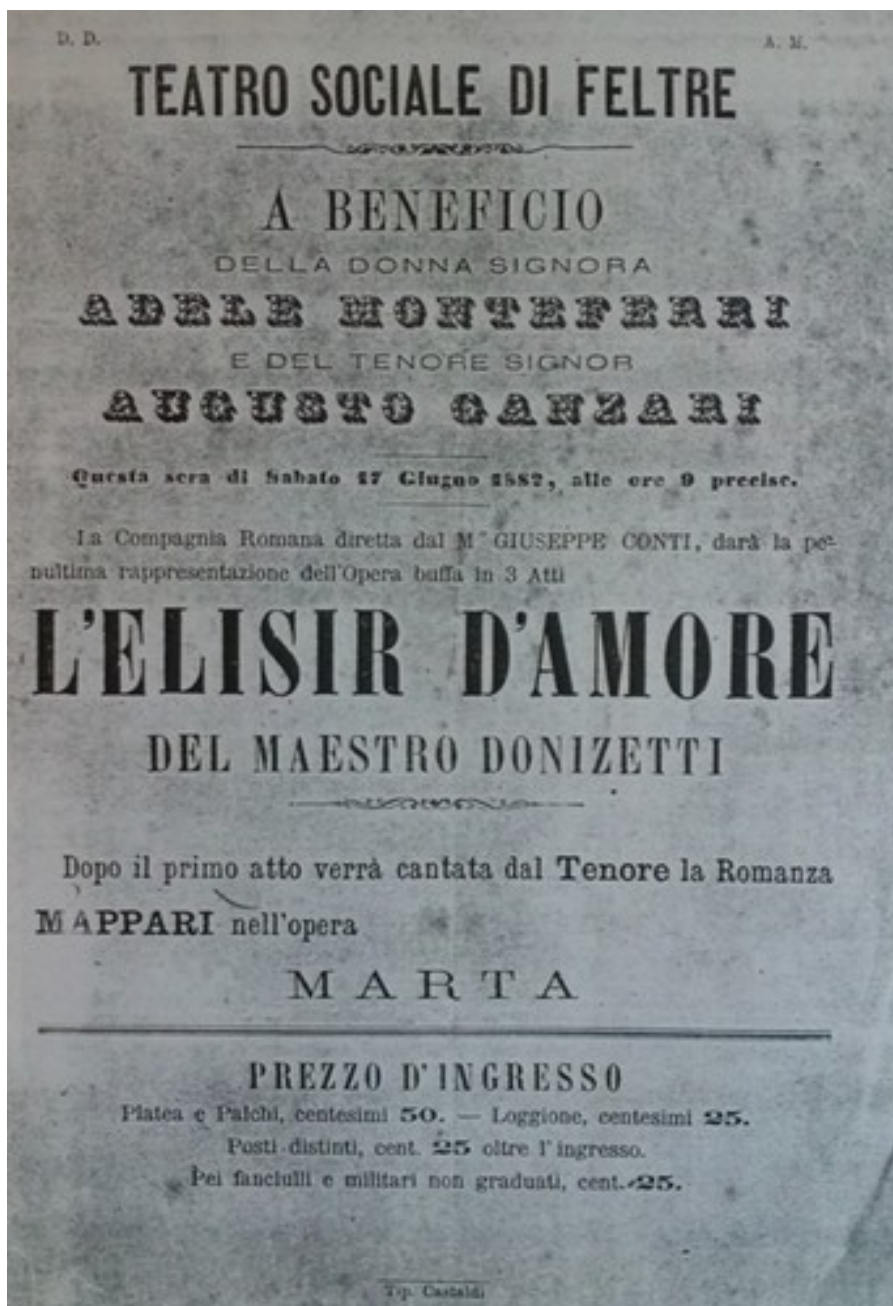 D. D.
A. M.
TEATRO SOCIALE DI FELTRE
A BENEFICIO
DELLA DONNA SIGNORA
ADELE MONTEFERRI
E DEL TENORE SIGNOR
AUGUSTO GANZARI
Questa sera di Sabato 17 Giugno 1882, alle ore 9 precise.
La Compagnia Romana diretta dal M° GIUSEPPE CONTI, darà la pe-
nultima rappresentazione dell'Opera buffa in 3 Atti
L'ELISIR D'AMORE
DEL MAESTRO DONIZETTI
Dopo il primo atto verrà cantata dal Tenore la Romanza
MAPPARI nell'opera
MARTA
PREZZO D'INGRESSO
Platea e Palchi, centesimi 50. — Loggione, centesimi 25.
Posti distinti, cent. 25 oltre l'ingresso.
Pei fanciulli e militari non graduati, cent. 25.
Tip. Castaldi